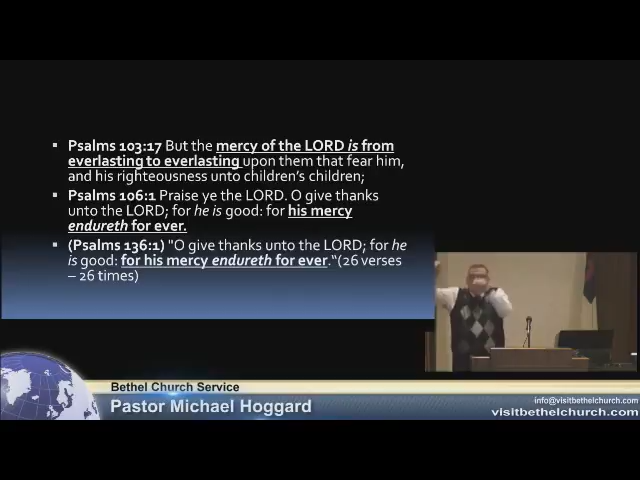 ▪ Psalms 103:17 But the mercy of the LORD is from
everlasting to everlasting upon them that fear him,
and his righteousness unto children's children;
▪ Psalms 106:1 Praise ye the LORD. O give thanks
unto the LORD; for he is good: for his mercy
endureth for ever.
▪ (Psalms 136:1) "O give thanks unto the LORD; for he
is good: for his mercy endureth for ever."(26 verses
– 26 times)
Bethel Church Service
Pastor Michael Hoggard
info@visitbethelchurch.com
visitbethelchurch.com